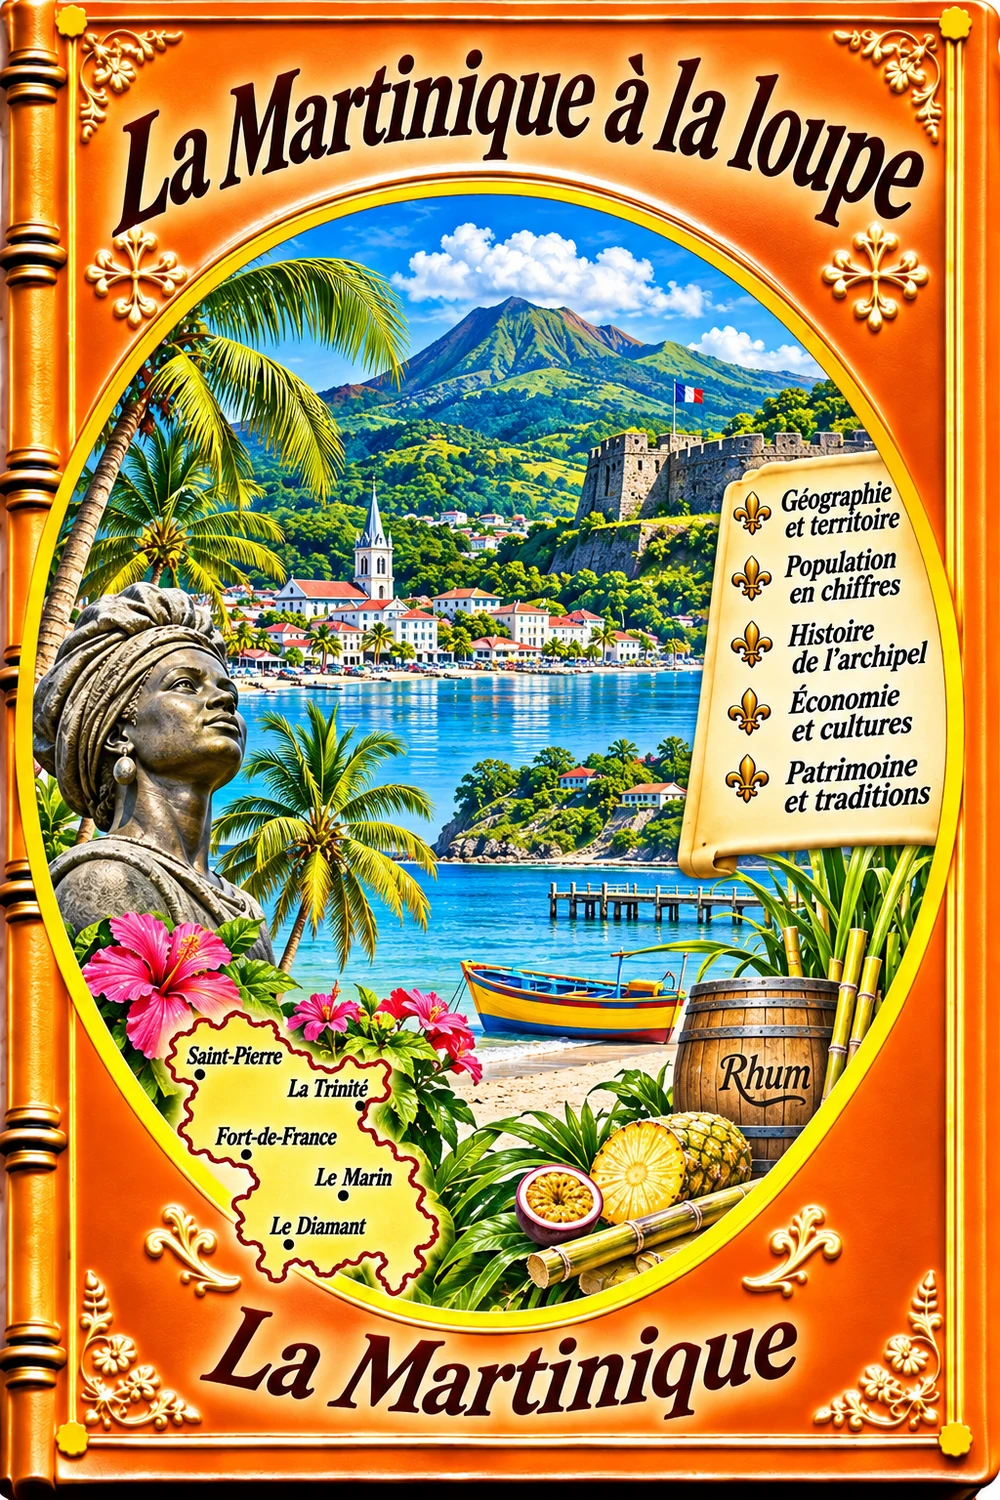 La Martinique à la loupe
Géographie
et territoire
Population
en chiffres
Histoire
de l'archipel
Économie
et cultures
Patrimoine
et traditions
Rhum
Saint-Pierre
La Trinité
Fort-de-France
Le Marin
Le Diamant
La Martinique